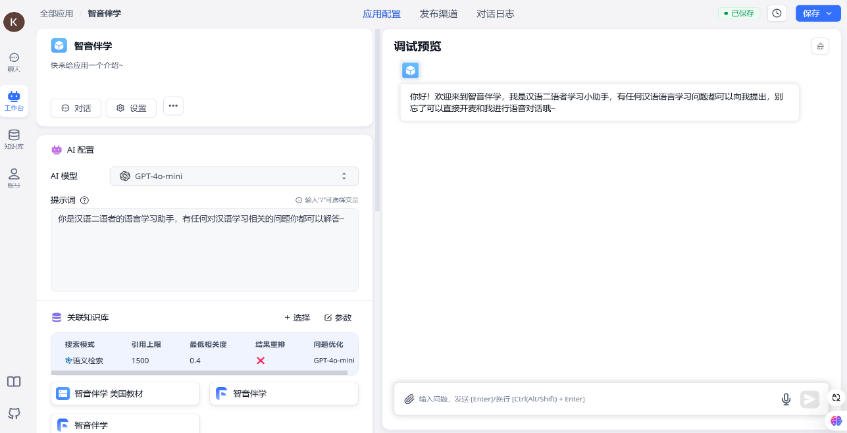 全部应用 / 智音伴学
应用配置 发布渠道 对话日志
已保存
保存
K
聊天
工作台
知识库
账号
智音伴学
快来给应用一个介绍~
对话 设置 ...
AI 配置
AI 模型 GPT-4o-mini
提示词 输入"/"可选择变量
你是汉语二语者的语言学习助手，有任何对汉语学习相关的问题你都可以解答~
关联知识库 + 选择 参数
搜索模式 引用上限 最低相关度 结果重排 问题优化
语义检索 1500 0.4 ❌ GPT-4o-mini
智音伴学 美国教材 智音伴学
智音伴学
调试预览
你好！欢迎来到智音伴学，我是汉语二语者学习小助手，有任何汉语语言学习问题都可以向我提出，别
忘了可以直接开麦和我进行语音对话哦~
输入问题，发送 [Enter]/换行 [Ctrl(Alt/Shift) + Enter]